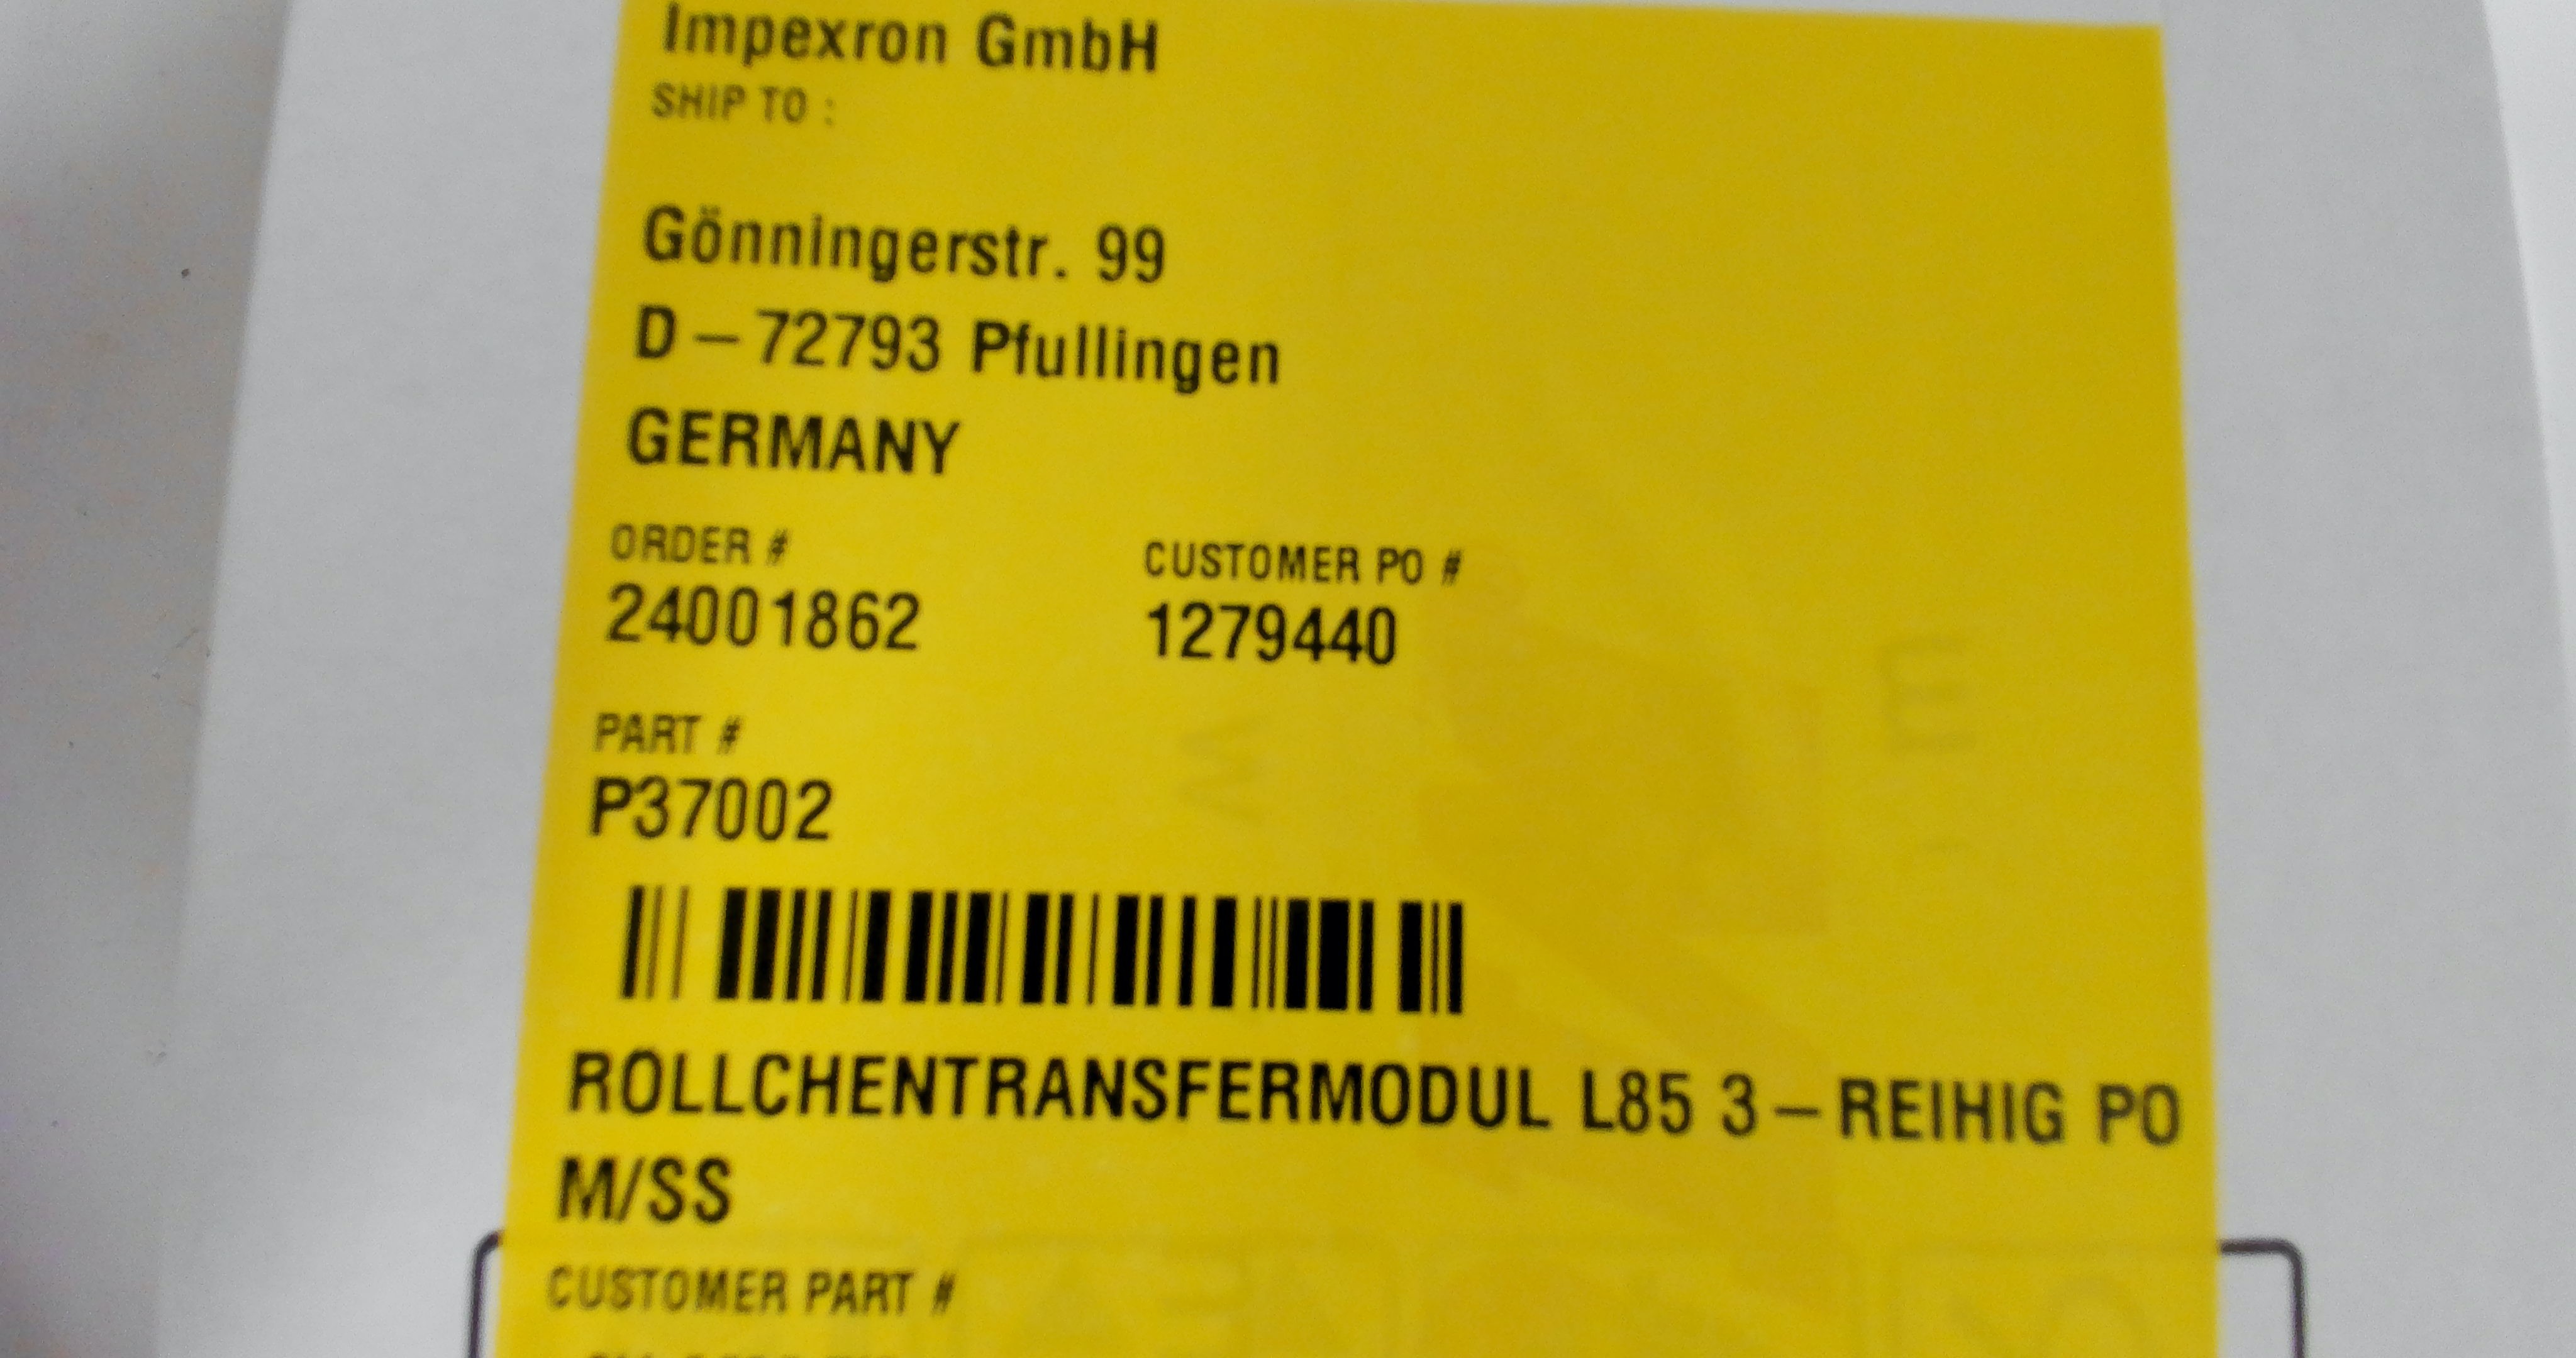 Impexron GmbH
SHIP TO :
Gönningerstr. 99
D-72793 Pfullingen
GERMANY
ORDER # CUSTOMER PO #
24001862 1279440
PART #
P37002
ROLLCHENTRANSFERMODUL L85 3-REIHIG PO
M/SS
CUSTOMER PART #